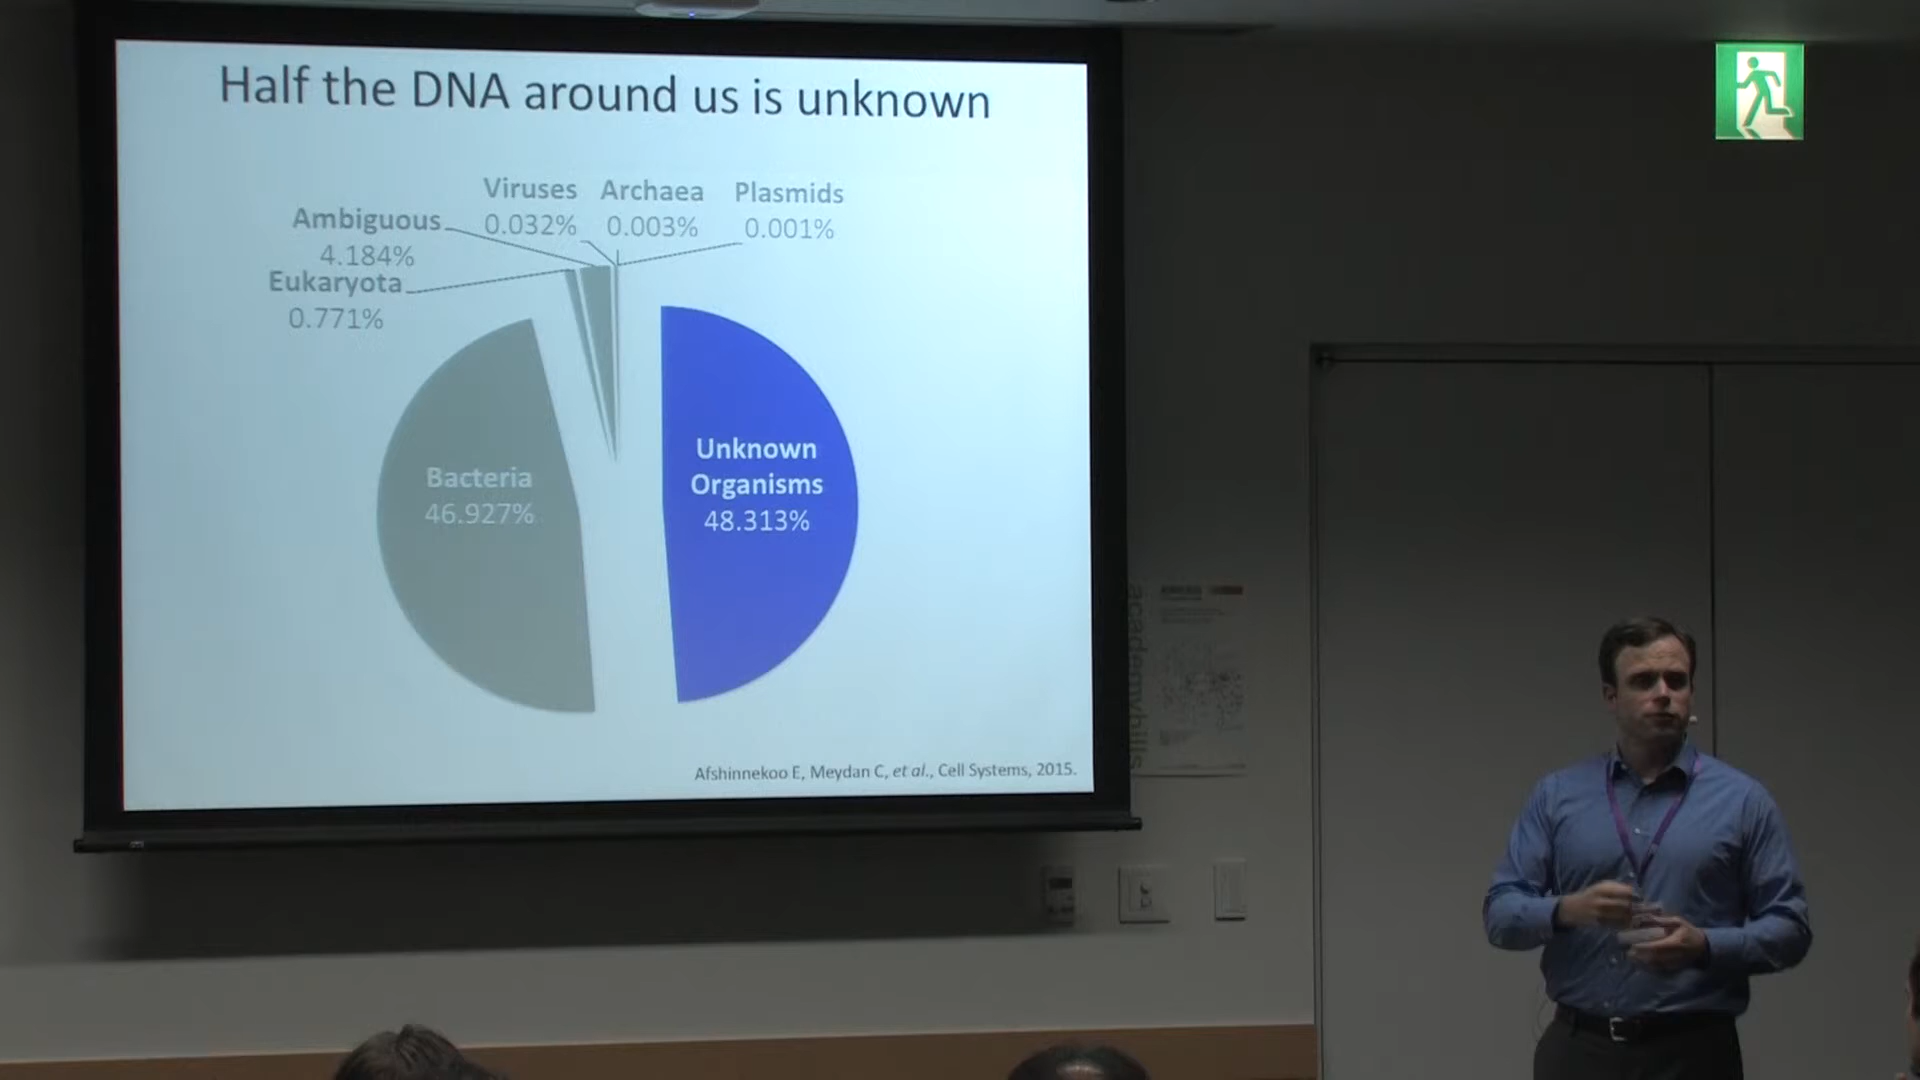 Half the DNA around us is unknown
Viruses
0.032%
Archaea
0.003%
Plasmids
0.001%
Ambiguous
4.184%
Eukaryota
0.771%
Bacteria
46.927%
Unknown
Organisms
48.313%
Afshinnekoo E, Meydan C, et al., Cell Systems, 2015.
academyhills